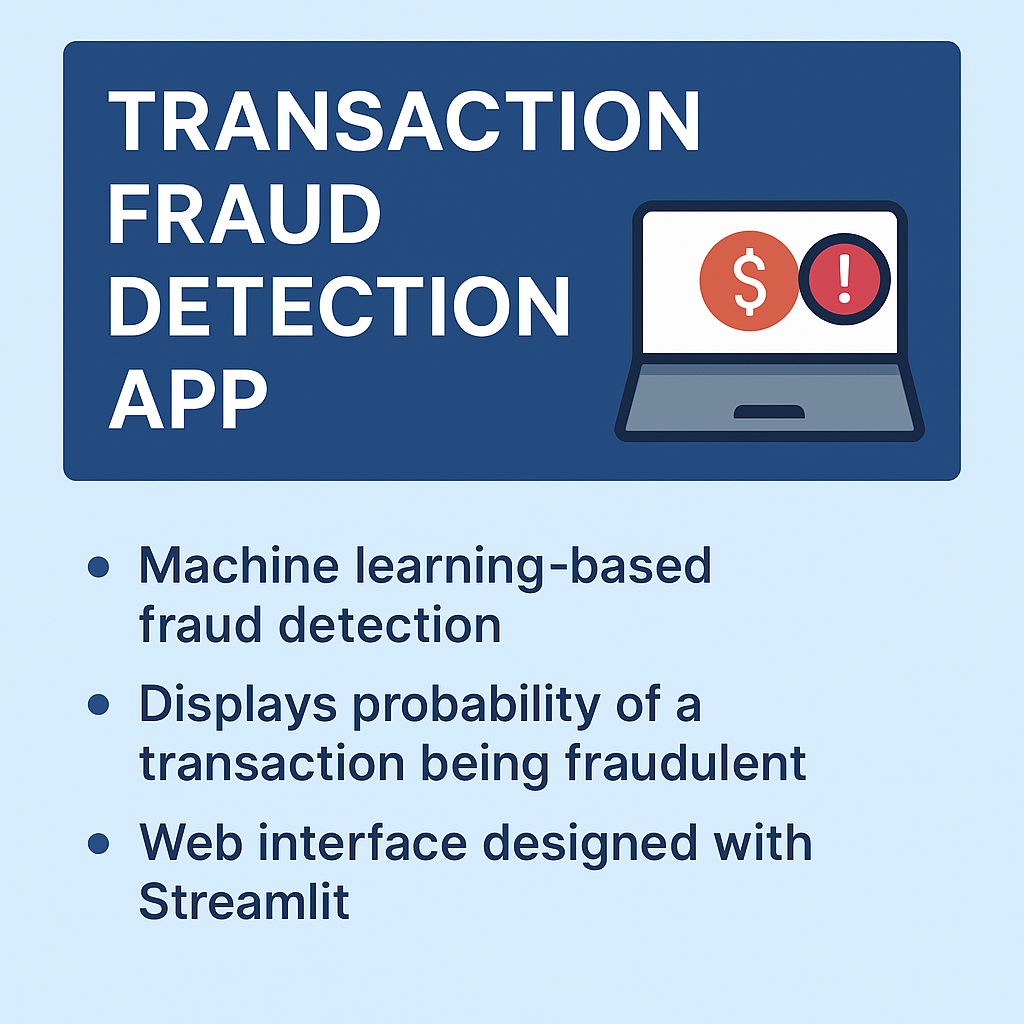 TRANSACTION
FRAUD
DETECTION
APP
$ !
• Machine learning-based
fraud detection
• Displays probability of a
transaction being fraudulent
• Web interface designed with
Streamlit